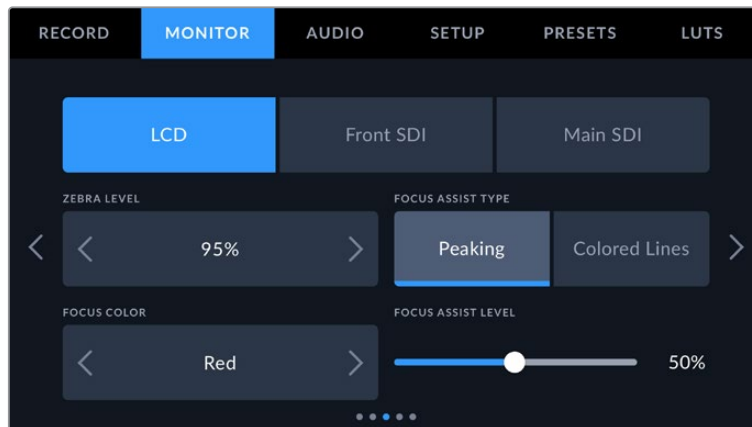 RECORD MONITOR AUDIO SETUP PRESETS LUTS
LCD Front SDI Main SDI
ZEBRA LEVEL FOCUS ASSIST TYPE
95% Peaking Colored Lines
FOCUS COLOR FOCUS ASSIST LEVEL
Red 50%